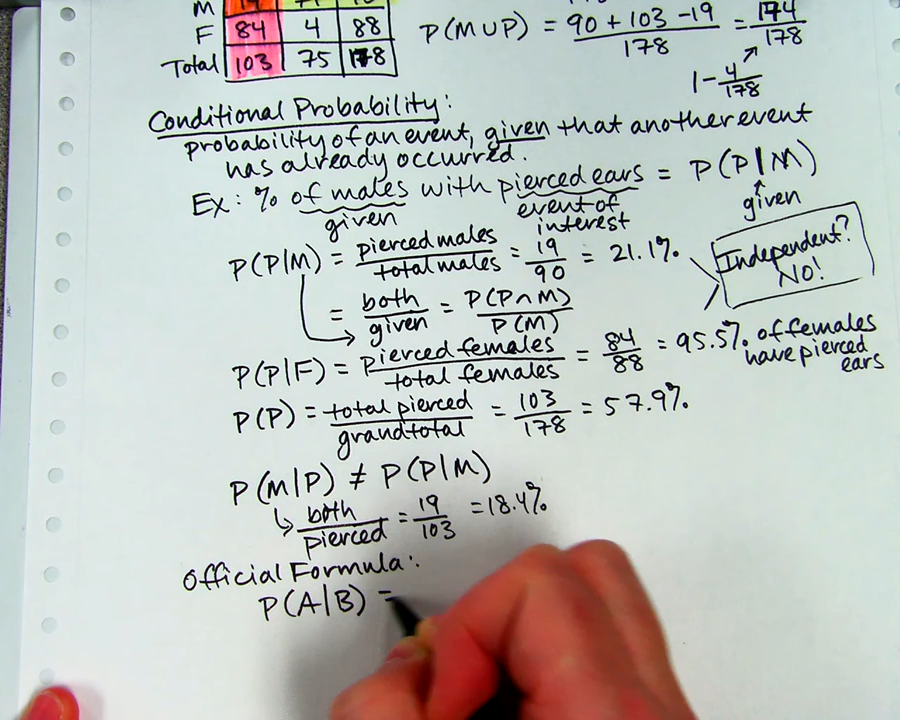 M 19 71
F 84 4 88
Total 103 75 178
P(M∪P) = 90 + 103 - 19 / 178 = 174 / 178
1 - 4/178
Conditional Probability:
probability of an event, given that another event
has already occurred.
Ex: % of males with pierced ears = P(P|M)
given event of interest given
P(P|M) = pierced males / total males = 19/90 = 21.1%
Independent?
NO!
= both / given = P(P∩M) / P(M)
P(P|F) = pierced females / total females = 84/88 = 95.5% of females
have pierced
ears
P(P) = total pierced / grand total = 103/178 = 57.9%
P(M|P) ≠ P(P|M)
both / pierced = 19/103 = 18.4%
Official Formula:
P(A|B) =